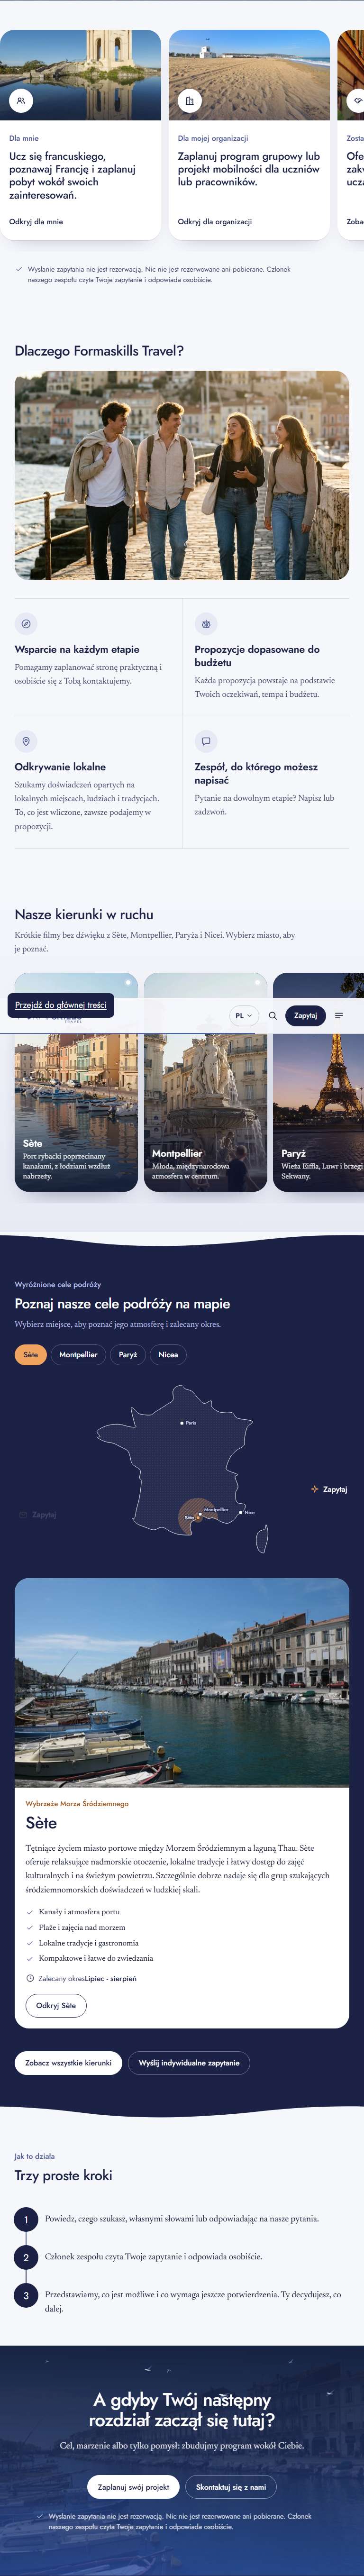 Dla mnie
Ucz się francuskiego,
poznawaj Francję i zaplanuj
pobyt wokół swoich
zainteresowań.
Odkryj dla mnie
Dla mojej organizacji
Zaplanuj program grupowy lub
projekt mobilności dla uczniów
lub pracowników.
Odkryj dla organizacji
Wysłanie zapytania nie jest rezerwacją. Nic nie jest rezerwowane ani pobierane. Członek
naszego zespołu czyta Twoje zapytanie i odpowiada osobiście.
Dlaczego Formaskills Travel?
Wsparcie na każdym etapie
Pomagamy zaplanować stronę praktyczną i
osobiście się z Tobą kontaktujemy.
Propozycje dopasowane do
budżetu
Każda propozycja powstaje na podstawie
Twoich oczekiwań, tempa i budżetu.
Odkrywanie lokalne
Szukamy doświadczeń opartych na
lokalnych miejscach, ludziach i tradycjach.
To, co jest wliczone, zawsze podajemy w
propozycji.
Zespół, do którego możesz
napisać
Pytanie na dowolnym etapie? Napisz lub
zadzwoń.
Nasze kierunki w ruchu
Krótkie filmy bez dźwięku z Sète, Montpellier, Paryża i Nicei. Wybierz miasto, aby
je poznać.
Przejdź do głównej treści
TRAVEL
PL
Zapytaj
Sète
Port rybacki poprzecinany
kanałami, z łodziami wzdłuż
nabrzeży.
Montpellier
Młoda, międzynarodowa
atmosfera w centrum.
Paryż
Wieża Eiffla, Luwr i brzegi
Sekwany.
Wyróżnione cele podróży
Poznaj nasze cele podróży na mapie
Wybierz miejsce, aby poznać jego atmosferę i zalecany okres.
Sète
Montpellier
Paryż
Nicea
Paris
Montpellier
Nice
Sète
Zapytaj
Zapytaj
Wybrzeże Morza Śródziemnego
Sète
Tętniące życiem miasto portowe między Morzem Śródziemnym a laguną Thau. Sète
oferuje relaksujące nadmorskie otoczenie, lokalne tradycje i łatwy dostęp do zajęć
kulturalnych i na świeżym powietrzu. Szczególnie dobrze nadaje się dla grup szukających
śródziemnomorskich doświadczeń w ludzkiej skali.
Kanały i atmosfera portu
Plaże i zajęcia nad morzem
Lokalne tradycje i gastronomia
Kompaktowe i łatwe do zwiedzania
Zalecany okresLipiec - sierpień
Odkryj Sète
Zobacz wszystkie kierunki
Wyślij indywidualne zapytanie
Jak to działa
Trzy proste kroki
1
Powiedz, czego szukasz, własnymi słowami lub odpowiadając na nasze pytania.
2
Członek zespołu czyta Twoje zapytanie i odpowiada osobiście.
3
Przedstawiamy, co jest możliwe i co wymaga jeszcze potwierdzenia. Ty decydujesz, co
dalej.
A gdyby Twój następny
rozdział zaczął się tutaj?
Cel, marzenie albo tylko pomysł: zbudujmy program wokół Ciebie.
Zaplanuj swój projekt
Skontaktuj się z nami
Wysłanie zapytania nie jest rezerwacją. Nic nie jest rezerwowane ani pobierane. Członek
naszego zespołu czyta Twoje zapytanie i odpowiada osobiście.